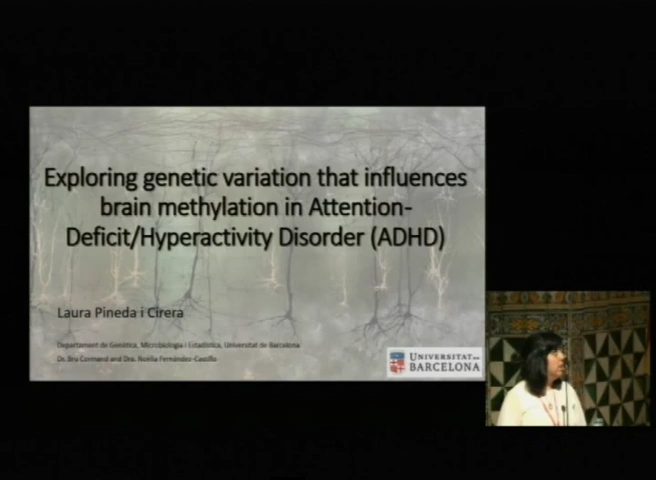 Exploring genetic variation that influences
brain methylation in Attention-
Deficit/Hyperactivity Disorder (ADHD)
Laura Pineda i Cirera
Departament de Genètica, Microbiologia i Estadística, Universitat de Barcelona
Dr. Bru Cormand and Dra. Noèlia Fernàndez-Castillo
UNIVERSITAT DE
BARCELONA